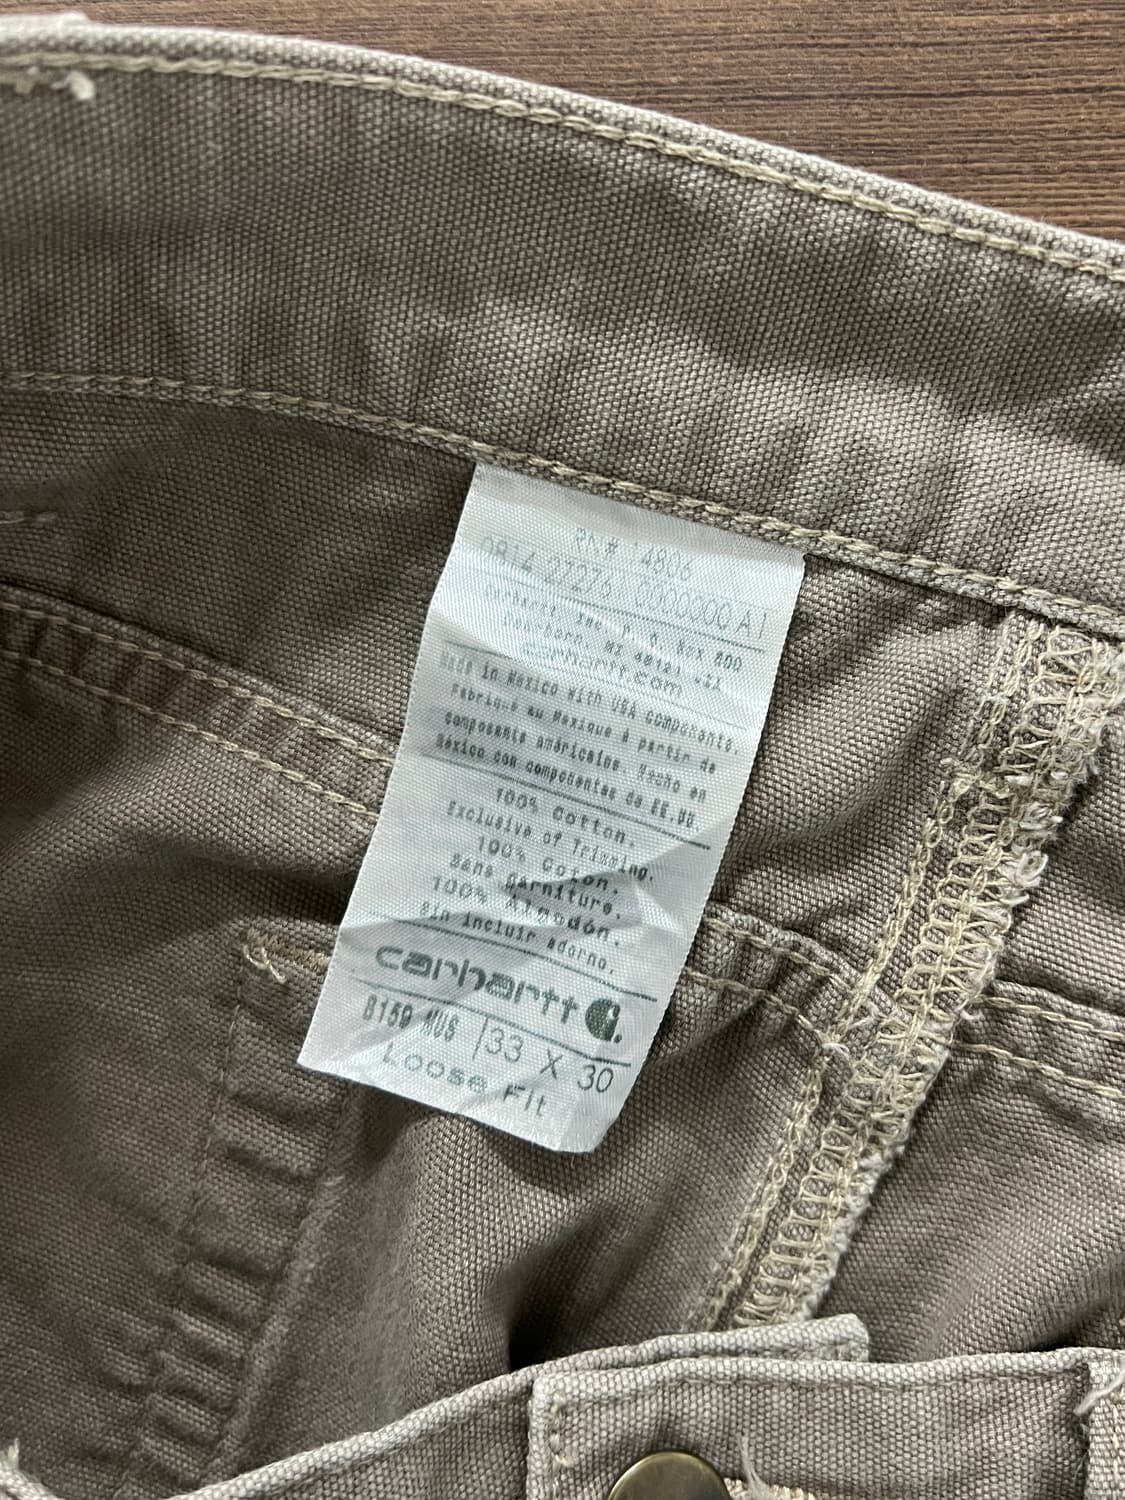 RN# 14806
0814 27276 0000000 A1
Carhartt Inc, P. O. Box 600
Dearborn, MI 48121
carhartt.com
Made in Mexico with USA components.
Fabriqué au Mexique à partir de
composants américains. Hecho en
México con componentes de EE.UU.
100% Cotton.
Exclusive of Trimming.
100% Coton.
Sans Garniture.
100% Almodón.
Sin incluir adorno.
carhartt
B159 MUS 33 X 30
Loose Fit